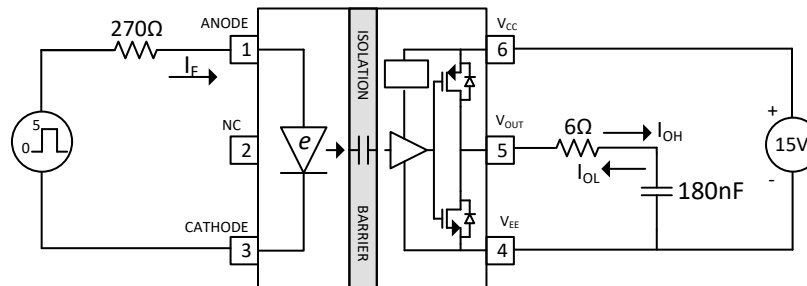 270Ω
ANODE
1
I_F
5
0
NC
2
CATHODE
3
e
ISOLATION
BARRIER
V_CC
6
V_OUT
5
6Ω
I_OH
I_OL
180nF
V_EE
4
+
15V
-